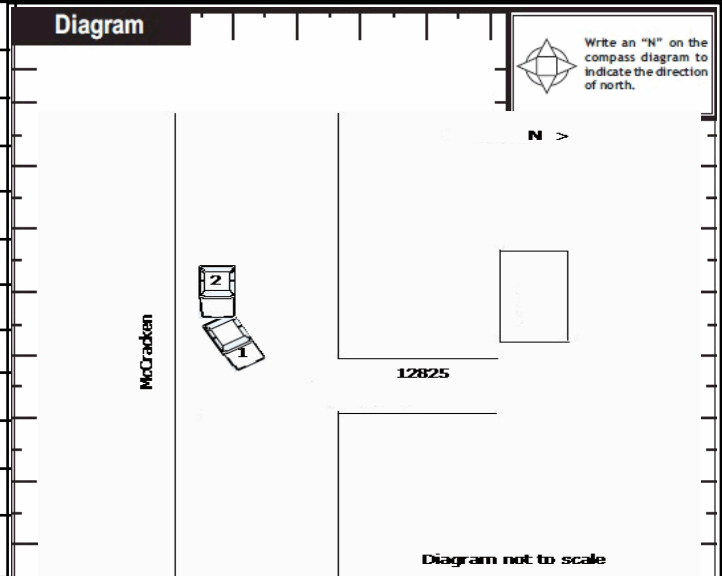 Diagram
Write an “N” on the
compass diagram to
indicate the direction
of north.
N >
2
McCracken
1
12825
Diagram not to scale